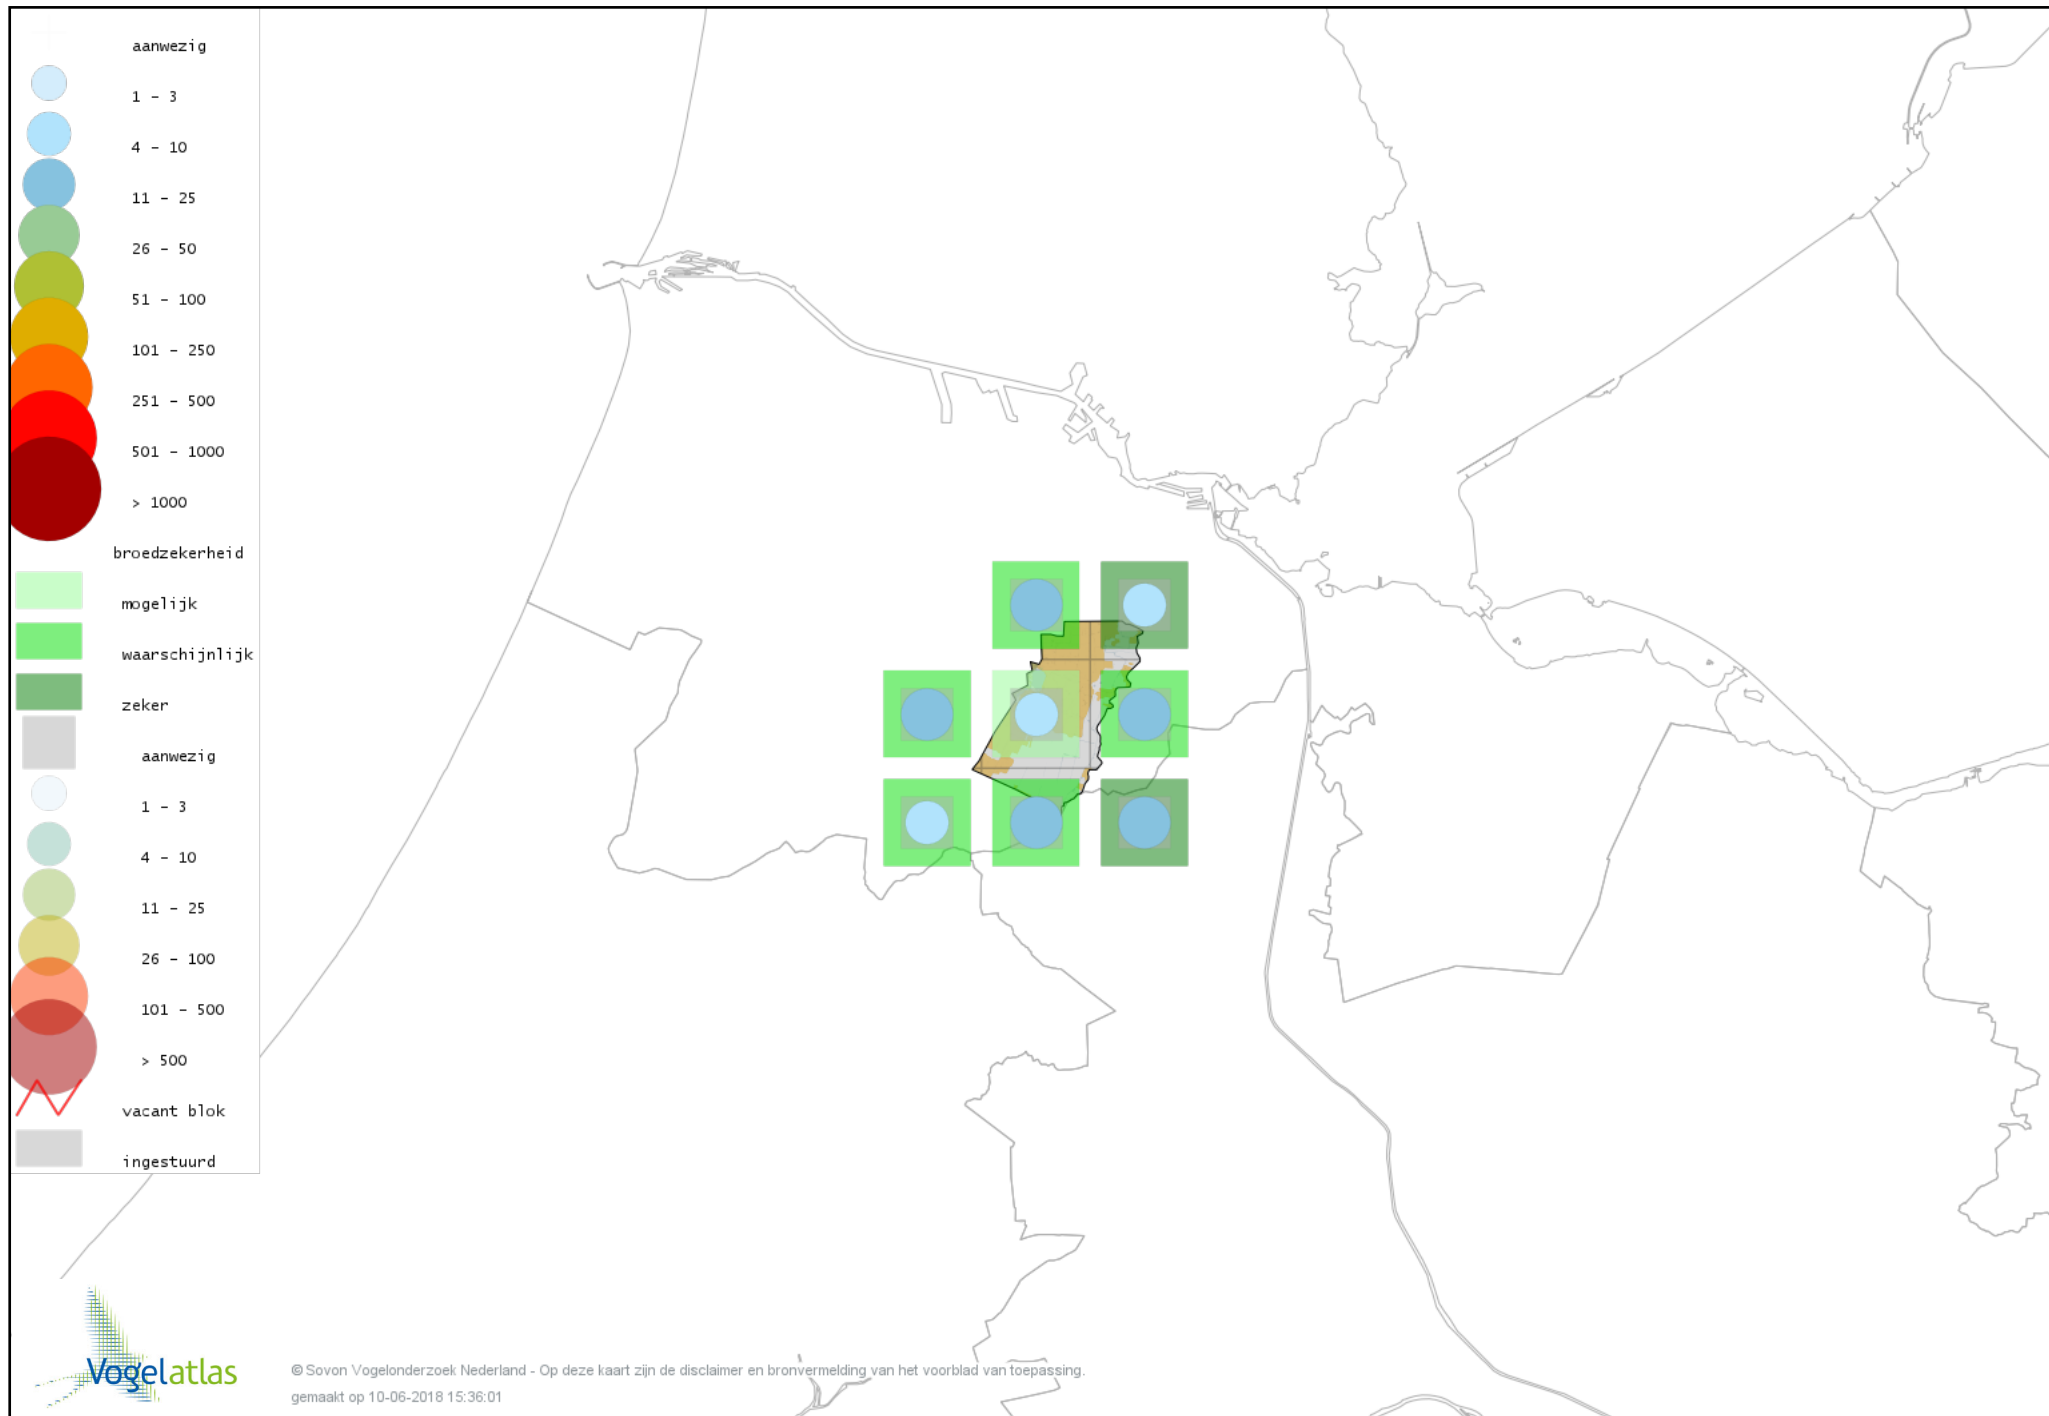 aanwezig
1 - 3
4 - 10
11 - 25
26 - 50
51 - 100
101 - 250
251 - 500
501 - 1000
> 1000
broedzekerheid
mogelijk
waarschijnlijk
zeker
aanwezig
1 - 3
4 - 10
11 - 25
26 - 100
101 - 500
> 500
vacant blok
ingestuurd
Vogelatlas
© Sovon Vogelonderzoek Nederland - Op deze kaart zijn de disclaimer en bronvermelding van het voorblad van toepassing.
gemaakt op 10-06-2018 15:36:01